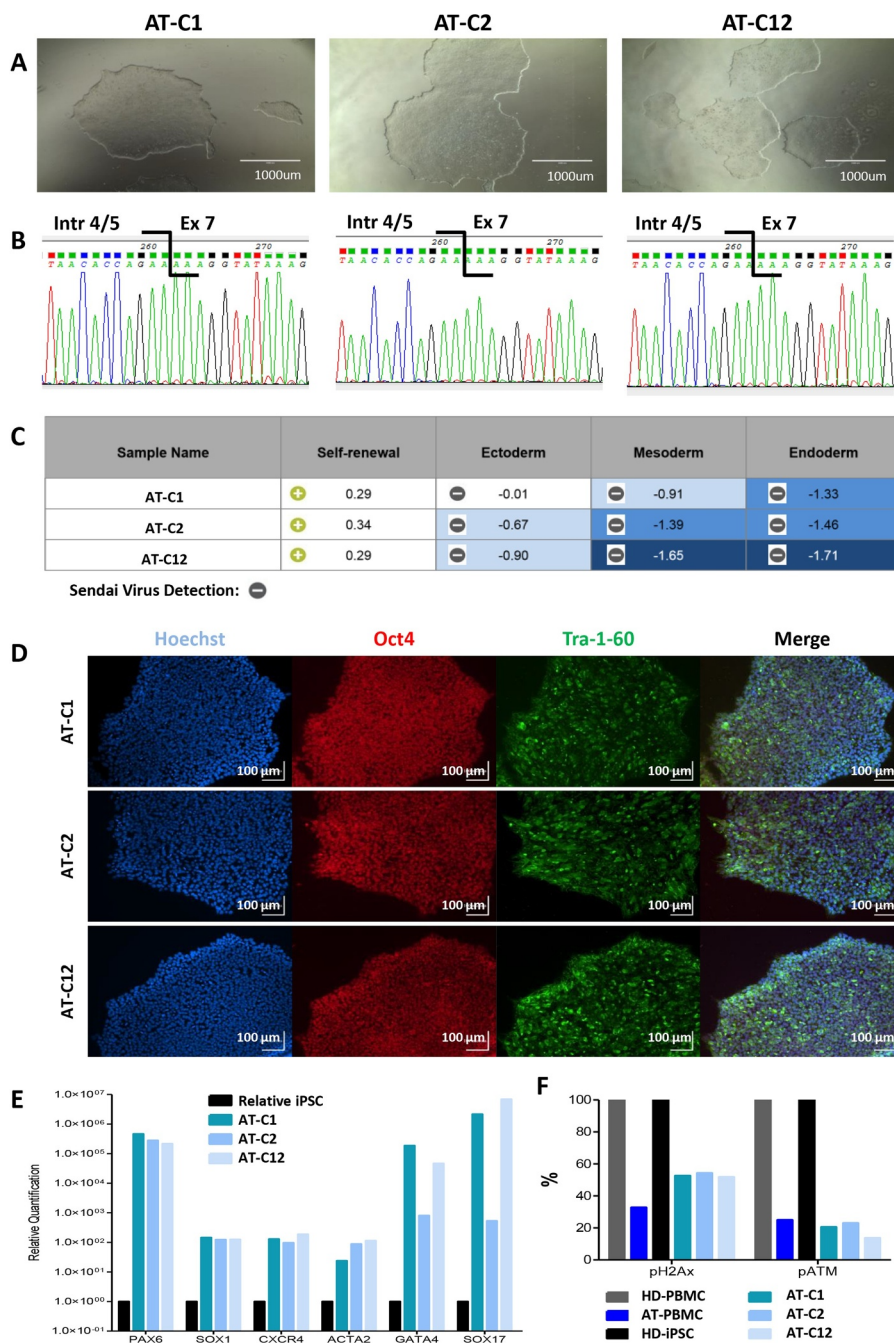 AT-C1 AT-C2 AT-C12
A
1000um 1000um 1000um
B
Intr 4/5 Ex 7 Intr 4/5 Ex 7 Intr 4/5 Ex 7
260 270 260 270 260 270
TAACACCAGAAAAAGGTATAAAG TAACACCAGAAAAAGGTATAAAG TAACACCAGAAAAAGGTATAAAG
C
Sample Name Self-renewal Ectoderm Mesoderm Endoderm
AT-C1 0.29 -0.01 -0.91 -1.33
AT-C2 0.34 -0.67 -1.39 -1.46
AT-C12 0.29 -0.90 -1.65 -1.71
Sendai Virus Detection:
D
Hoechst Oct4 Tra-1-60 Merge
AT-C1
100 µm 100 µm 100 µm 100 µm
AT-C2
100 µm 100 µm 100 µm 100 µm
AT-C12
100 µm 100 µm 100 µm 100 µm
E
Relative Quantification
1.0×10⁺⁰⁷
1.0×10⁺⁰⁶
1.0×10⁺⁰⁵
1.0×10⁺⁰⁴
1.0×10⁺⁰³
1.0×10⁺⁰²
1.0×10⁺⁰¹
1.0×10⁺⁰⁰
1.0×10⁻⁰¹
Relative iPSC
AT-C1
AT-C2
AT-C12
PAX6 SOX1 CXCR4 ACTA2 GATA4 SOX17
F
%
100
80
60
40
20
0
pH2Ax pATM
HD-PBMC AT-C1
AT-PBMC AT-C2
HD-iPSC AT-C12